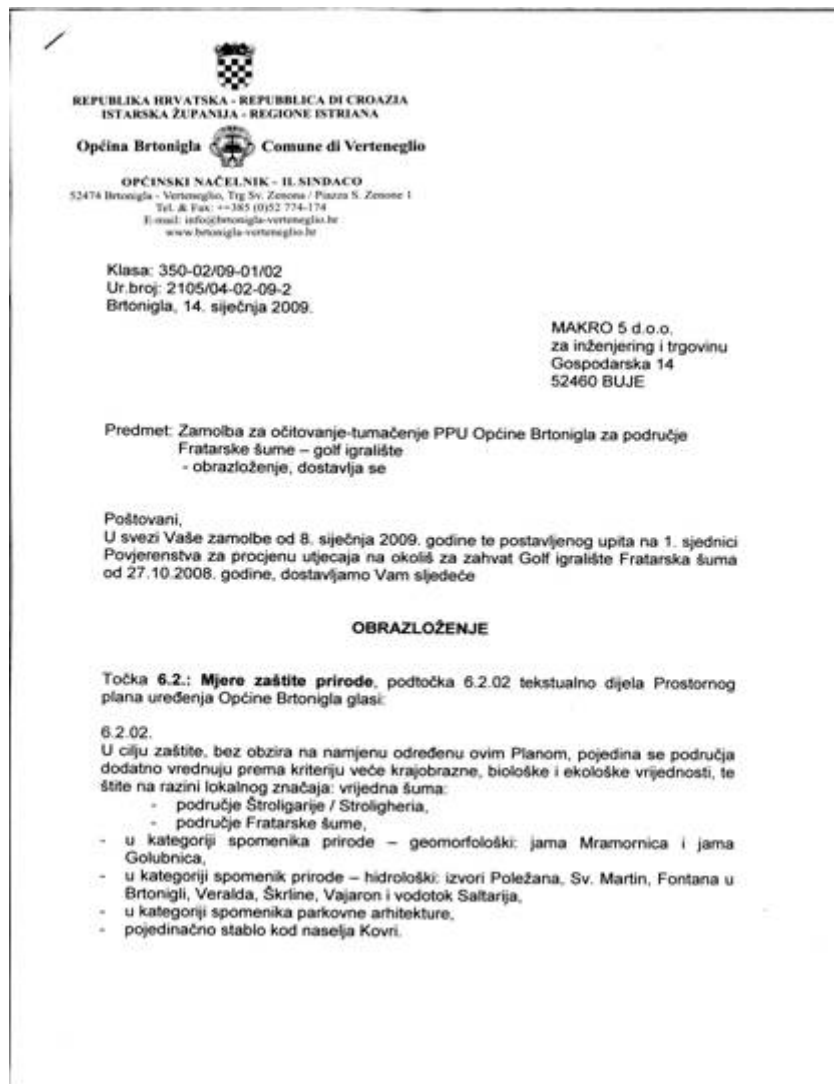 REPUBLIKA HRVATSKA - REPUBBLICA DI CROAZIA
ISTARSKA ŽUPANIJA - REGIONE ISTRIANA
Općina Brtonigla Comune di Verteneglio
OPĆINSKI NAČELNIK - IL SINDACO
52474 Brtonigla - Verteneglio, Trg Sv. Zenona / Piazza S. Zenone 1
Tel. & Fax: ++385 (0)52 774-174
E-mail: info@brtonigla-verteneglio.hr
www.brtonigla-verteneglio.hr
Klasa: 350-02/09-01/02
Ur.broj: 2105/04-02-09-2
Brtonigla, 14. siječnja 2009.
MAKRO 5 d.o.o.
za inženjering i trgovinu
Gospodarska 14
52460 BUJE
Predmet: Zamolba za očitovanje-tumačenje PPU Općine Brtonigla za područje
Fratarske šume – golf igralište
- obrazloženje, dostavlja se
Poštovani,
U svezi Vaše zamolbe od 8. siječnja 2009. godine te postavljenog upita na 1. sjednici
Povjerenstva za procjenu utjecaja na okoliš za zahvat Golf igralište Fratarska šuma
od 27.10.2008. godine, dostavljamo Vam sljedeće
OBRAZLOŽENJE
Točka 6.2.: Mjere zaštite prirode, podtočka 6.2.02 tekstualno dijela Prostornog
plana uređenja Općine Brtonigla glasi:
6.2.02.
U cilju zaštite, bez obzira na namjenu određenu ovim Planom, pojedina se područja
dodatno vrednuju prema kriteriju veće krajobrazne, biološke i ekološke vrijednosti, te
štite na razini lokalnog značaja: vrijedna šuma:
- područje Štroligarije / Stroligheria,
- područje Fratarske šume,
- u kategoriji spomenika prirode – geomorfološki: jama Mramornica i jama
Golubnica,
- u kategoriji spomenik prirode – hidrološki: izvori Poležana, Sv. Martin, Fontana u
Brtonigli, Veralda, Škrline, Vajaron i vodotok Saltarija,
- u kategoriji spomenika parkovne arhitekture,
- pojedinačno stablo kod naselja Kovri.